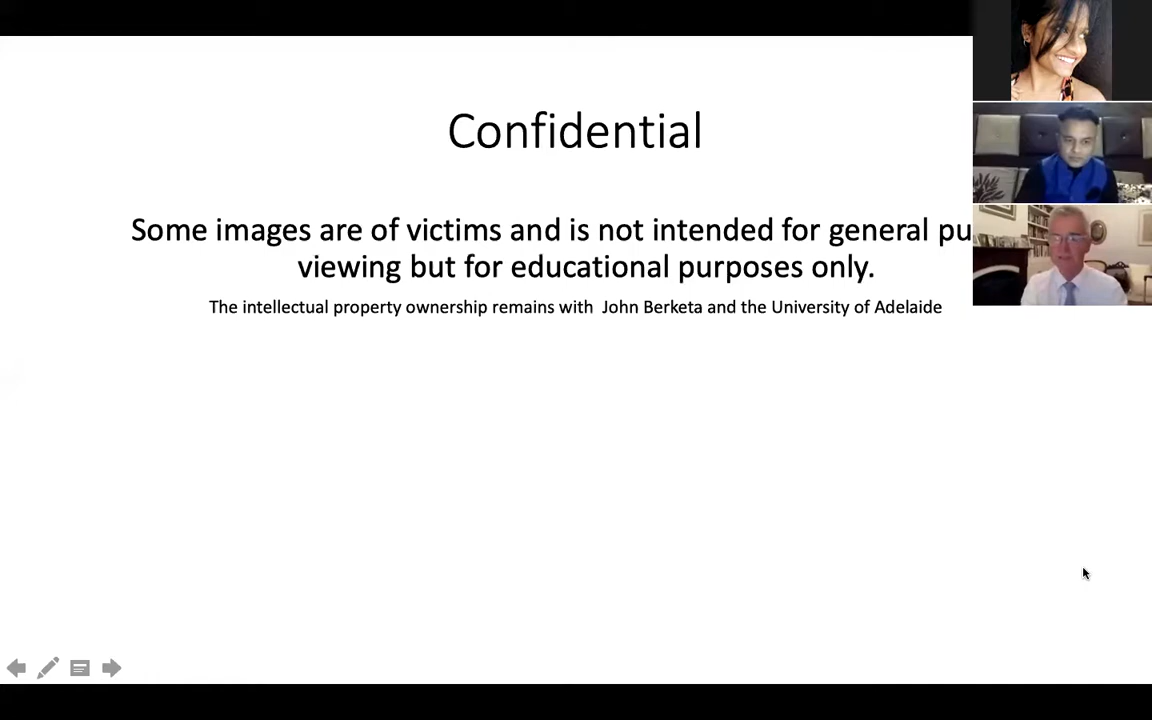 Confidential
Some images are of victims and is not intended for general
viewing but for educational purposes only.
The intellectual property ownership remains with John Berketa and the University of Adelaide